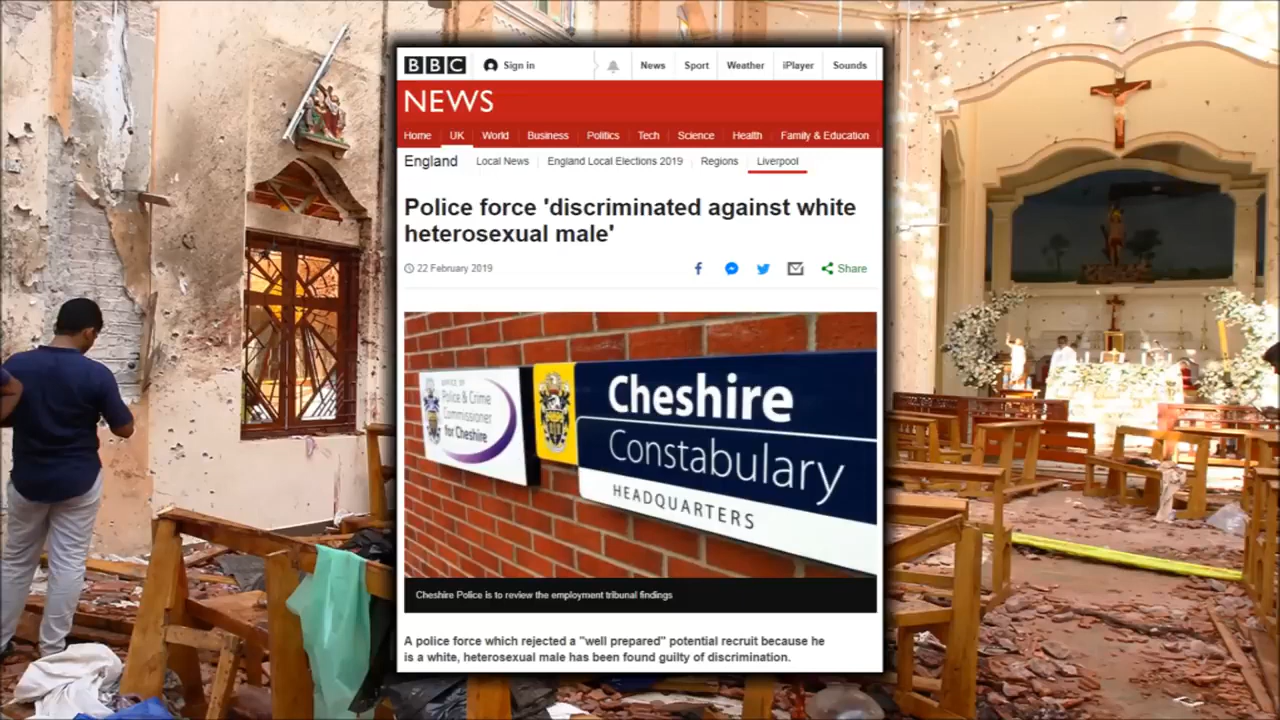 BBC Sign in News Sport Weather iPlayer Sounds
NEWS
Home UK World Business Politics Tech Science Health Family & Education
England Local News England Local Elections 2019 Regions Liverpool
Police force 'discriminated against white
heterosexual male'
22 February 2019 Share
OFFICE OF
Police & Crime
Commissioner
for Cheshire
Cheshire
Constabulary
HEADQUARTERS
Cheshire Police is to review the employment tribunal findings
A police force which rejected a "well prepared" potential recruit because he
is a white, heterosexual male has been found guilty of discrimination.